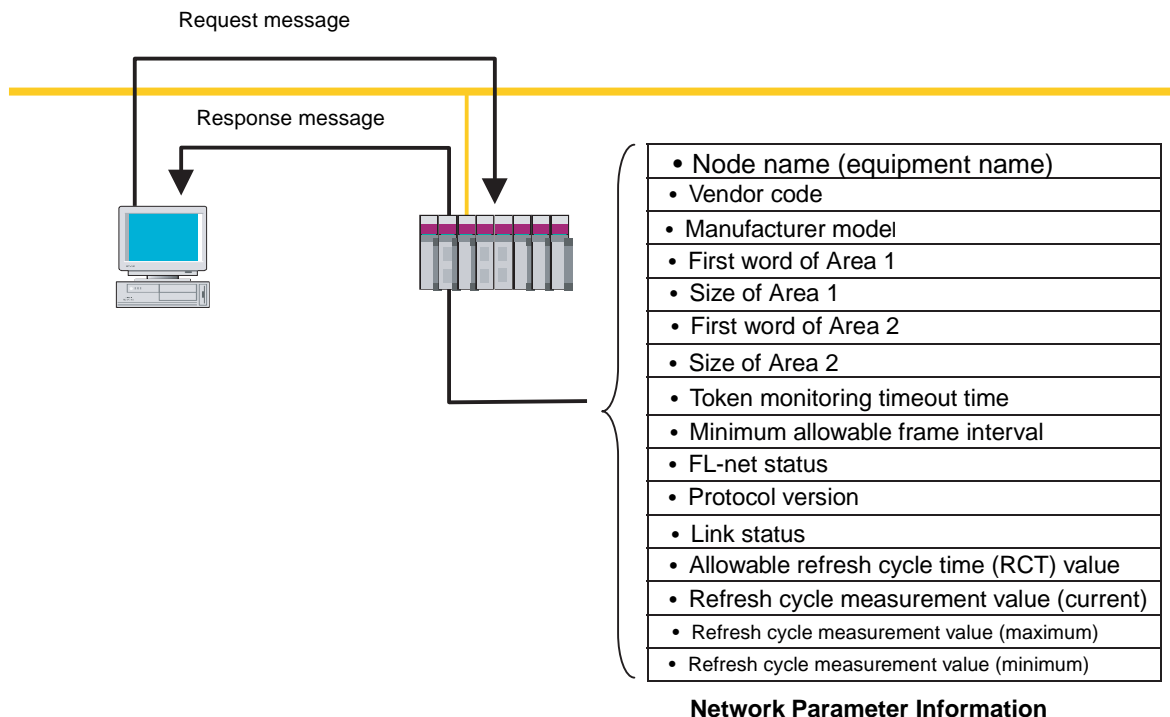 Request message
Response message
• Node name (equipment name)
• Vendor code
• Manufacturer model
• First word of Area 1
• Size of Area 1
• First word of Area 2
• Size of Area 2
• Token monitoring timeout time
• Minimum allowable frame interval
• FL-net status
• Protocol version
• Link status
• Allowable refresh cycle time (RCT) value
• Refresh cycle measurement value (current)
• Refresh cycle measurement value (maximum)
• Refresh cycle measurement value (minimum)
Network Parameter Information